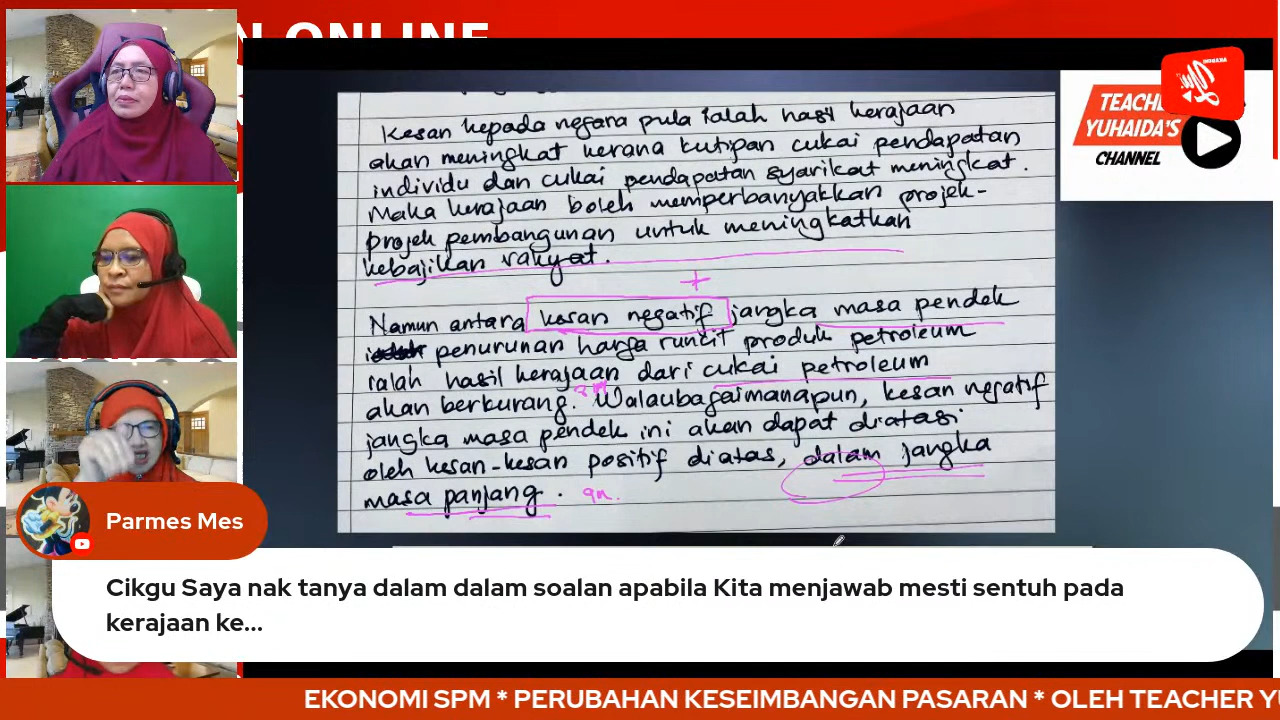 N ONLINE
TEACHE
YUHAIDA'S
CHANNEL
Kesan kepada negara pula ialah hasil kerajaan
akan meningkat kerana kutipan cukai pendapatan
individu dan cukai pendapatan syarikat meningkat.
Maka kerajaan boleh memperbanyakkan projek-
projek pembangunan untuk meningkatkan
kebajikan rakyat.
+
Namun antara kesan negatif jangka masa pendek
penurunan harga runcit produk petroleum
ialah hasil kerajaan dari cukai petroleum
akan berkurang. Walaubagaimanapun, kesan negatif
jangka masa pendek ini akan dapat diatasi
oleh kesan-kesan positif diatas, dalam jangka
masa panjang.
Parmes Mes
Cikgu Saya nak tanya dalam dalam soalan apabila Kita menjawab mesti sentuh pada
kerajaan ke...
EKONOMI SPM * PERUBAHAN KESEIMBANGAN PASARAN * OLEH TEACHER YU